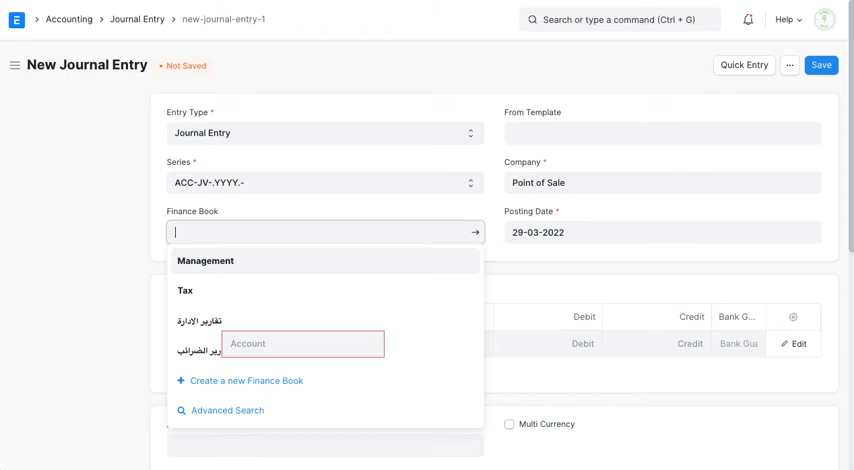 E
Accounting
Journal Entry
new-journal-entry-1
Search or type a command (Ctrl + G)
Help
New Journal Entry
Not Saved
Quick Entry
...
Save
Entry Type *
Journal Entry
From Template
Series *
ACC-JV-.YYYY.-
Company *
Point of Sale
Finance Book
Posting Date *
29-03-2022
Management
Tax
تقارير الادارة
رير الضرائب
Account
Create a new Finance Book
Advanced Search
Debit
Credit
Bank G...
Debit
Credit
Bank Gua
Edit
Multi Currency